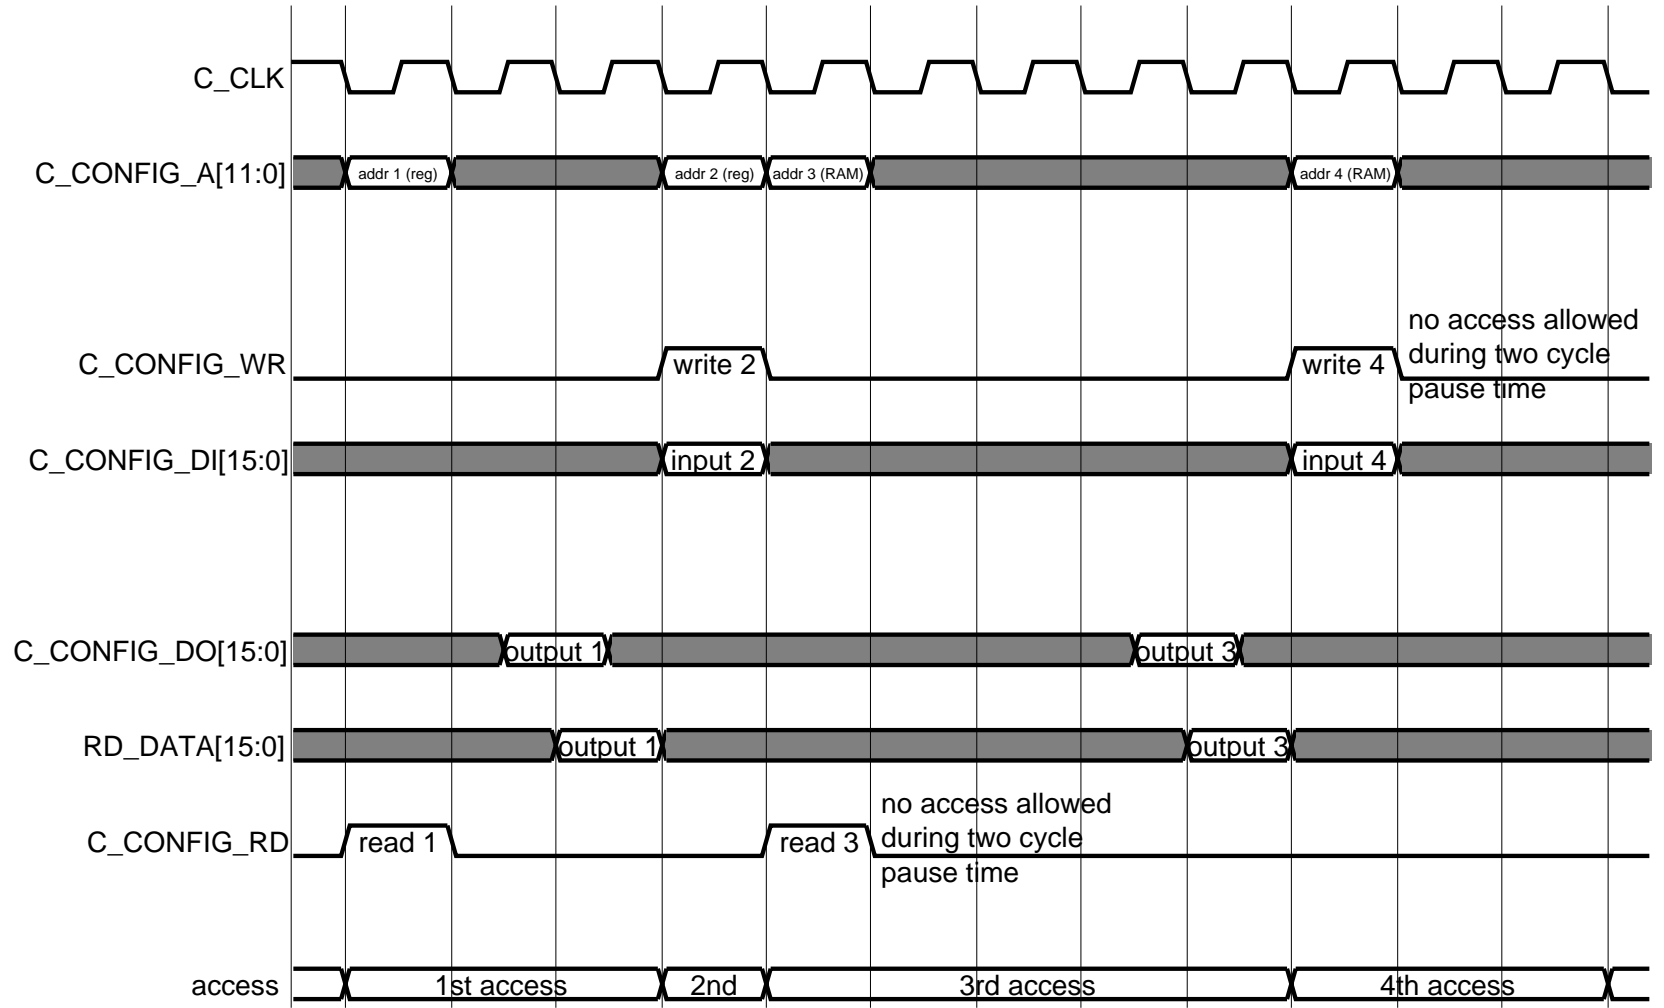 C_CLK
C_CONFIG_A[11:0] addr 1 (reg) addr 2 (reg) addr 3 (RAM) addr 4 (RAM)
no access allowed
during two cycle
pause time
C_CONFIG_WR write 2 write 4
C_CONFIG_DI[15:0] input 2 input 4
C_CONFIG_DO[15:0] output 1 output 3
RD_DATA[15:0] output 1 output 3
no access allowed
during two cycle
pause time
C_CONFIG_RD read 1 read 3
access 1st access 2nd 3rd access 4th access